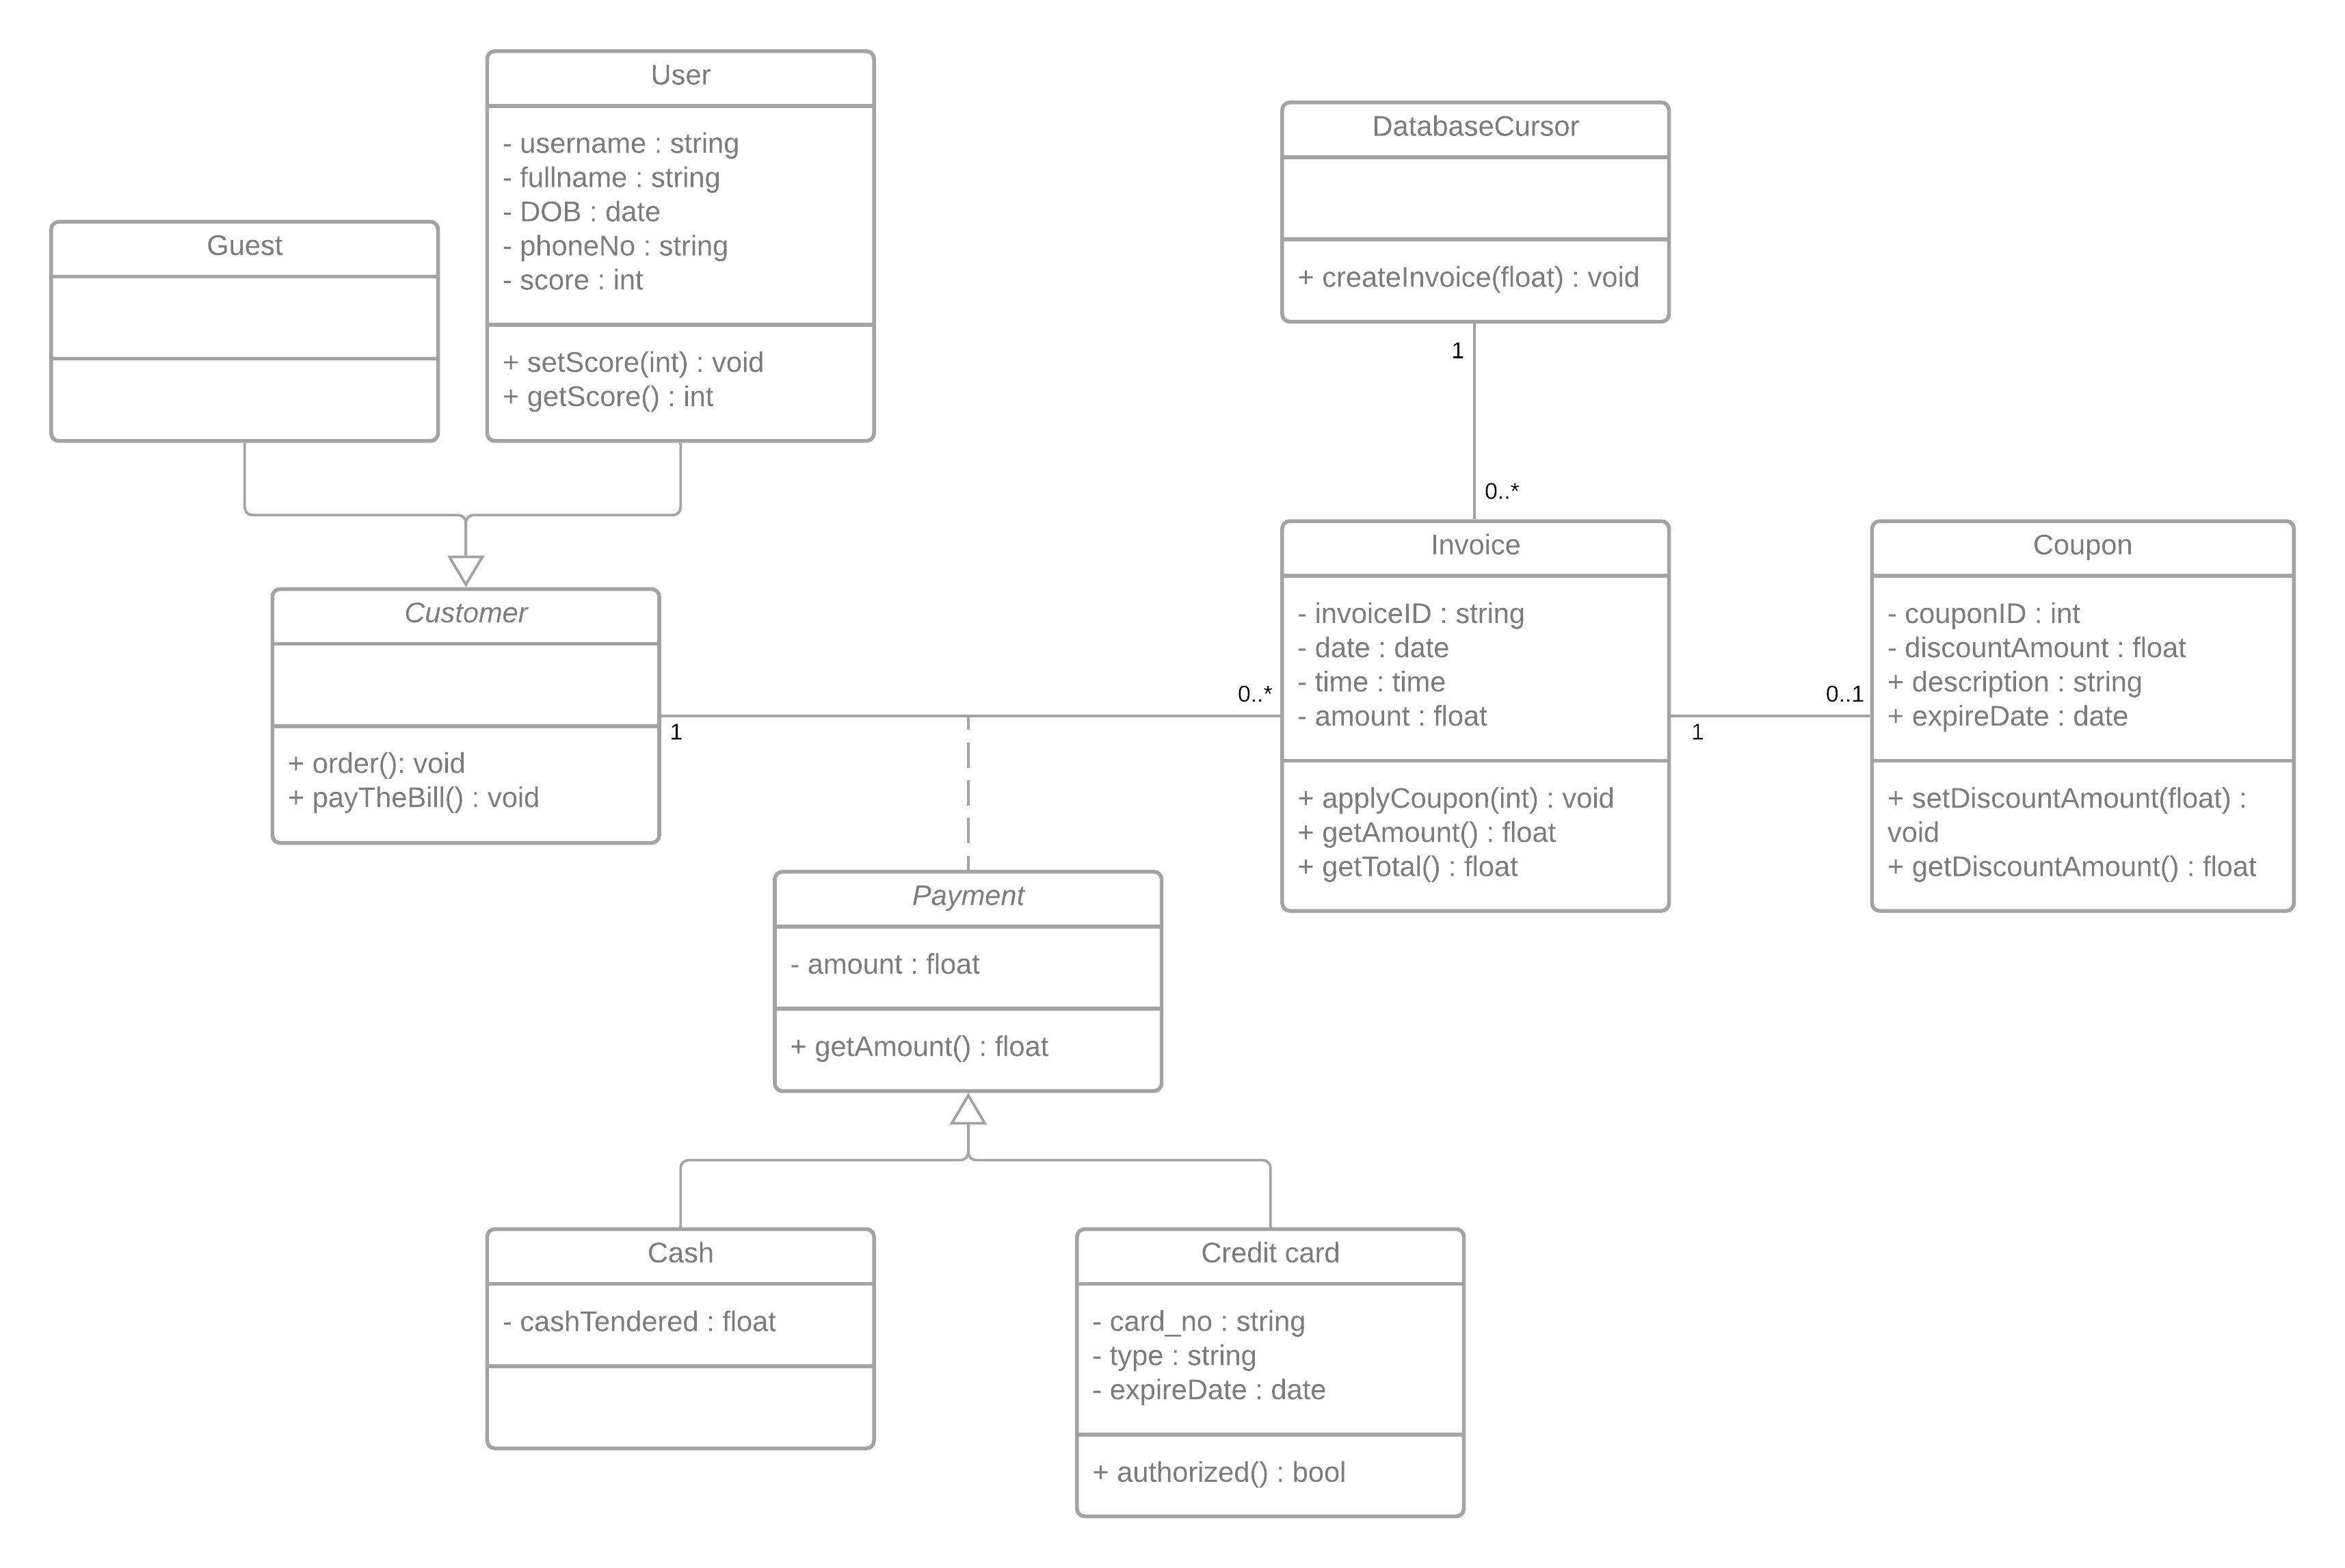 User
- username : string
- fullname : string
- DOB : date
- phoneNo : string
- score : int
+ setScore(int) : void
+ getScore() : int
Guest
DatabaseCursor
+ createInvoice(float) : void
1
0..*
Customer
+ order(): void
+ payTheBill() : void
1
0..*
Invoice
- invoiceID : string
- date : date
- time : time
- amount : float
+ applyCoupon(int) : void
+ getAmount() : float
+ getTotal() : float
1
0..1
Coupon
- couponID : int
- discountAmount : float
+ description : string
+ expireDate : date
+ setDiscountAmount(float) :
void
+ getDiscountAmount() : float
Payment
- amount : float
+ getAmount() : float
Cash
- cashTendered : float
Credit card
- card_no : string
- type : string
- expireDate : date
+ authorized() : bool